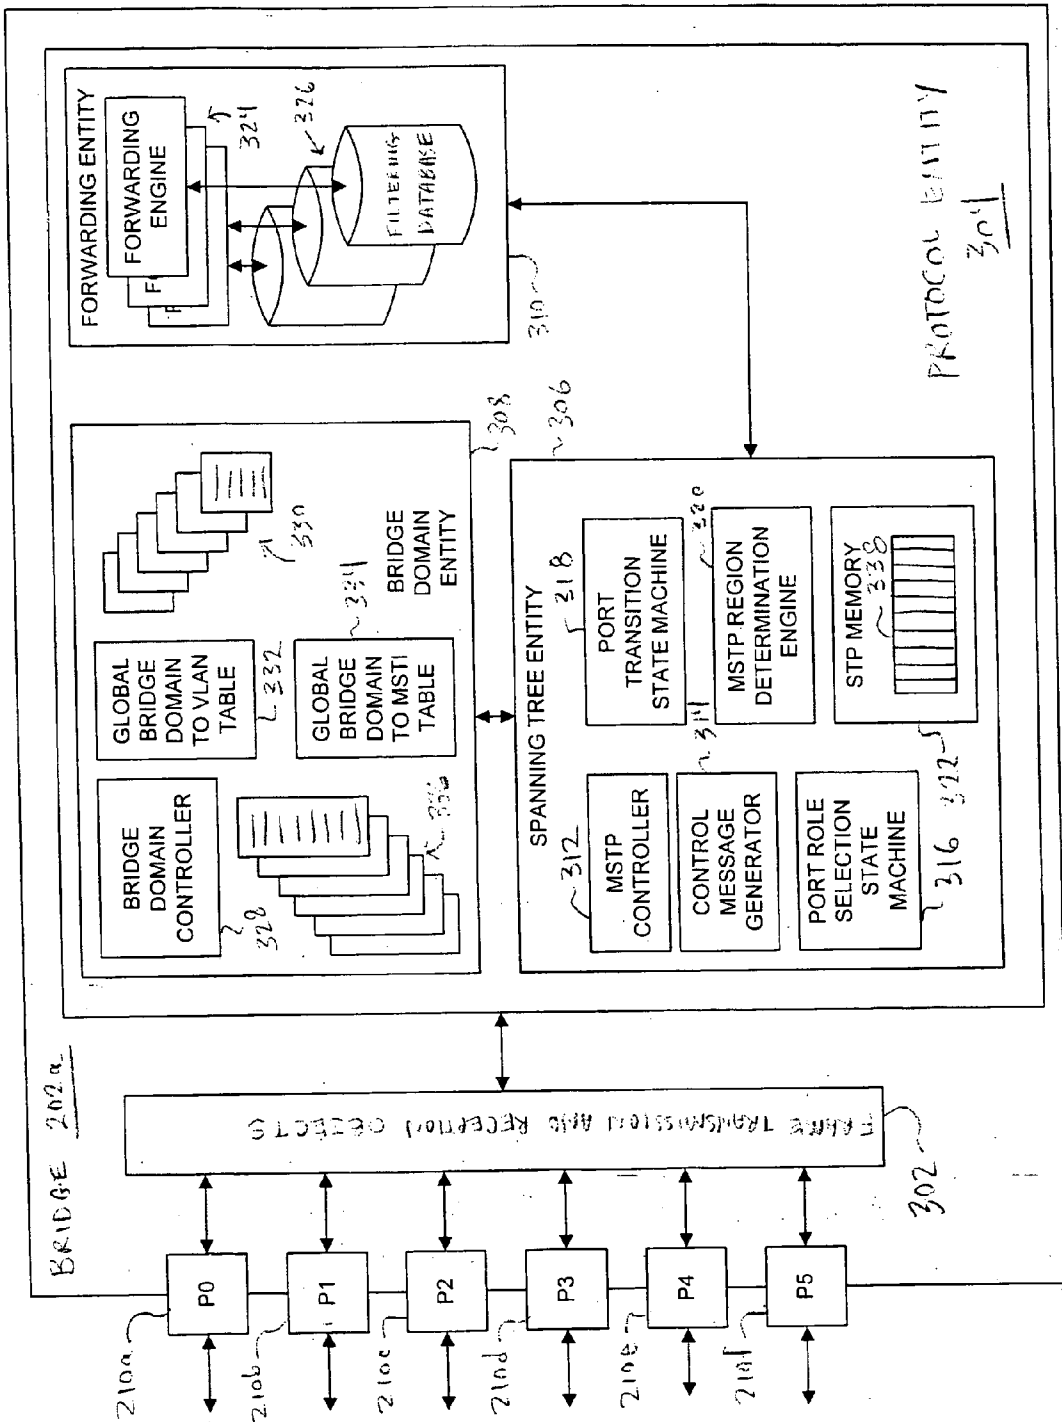 BRIDGE 202a
210a
P0
210b
P1
210c
P2
210d
P3
210e
P4
210f
P5
FRAME TRANSMISSION AND RECEPTION OBJECTS
302
BRIDGE
DOMAIN
CONTROLLER
328
GLOBAL
BRIDGE
DOMAIN
TO VLAN
TABLE
332
330
336
GLOBAL
BRIDGE
DOMAIN
TO MSTI
TABLE
334
BRIDGE
DOMAIN
ENTITY
308
FORWARDING ENTITY
FORWARDING
ENGINE
F
F
324
326
FILTERING
DATABASE
310
306
SPANNING TREE ENTITY
312
MSTP
CONTROLLER
318
PORT
TRANSITION
STATE MACHINE
CONTROL
MESSAGE
GENERATOR
314
MSTP REGION
DETERMINATION
ENGINE
320
PORT ROLE
SELECTION
STATE
MACHINE
316
STP MEMORY
338
322
PROTOCOL ENTITY
304